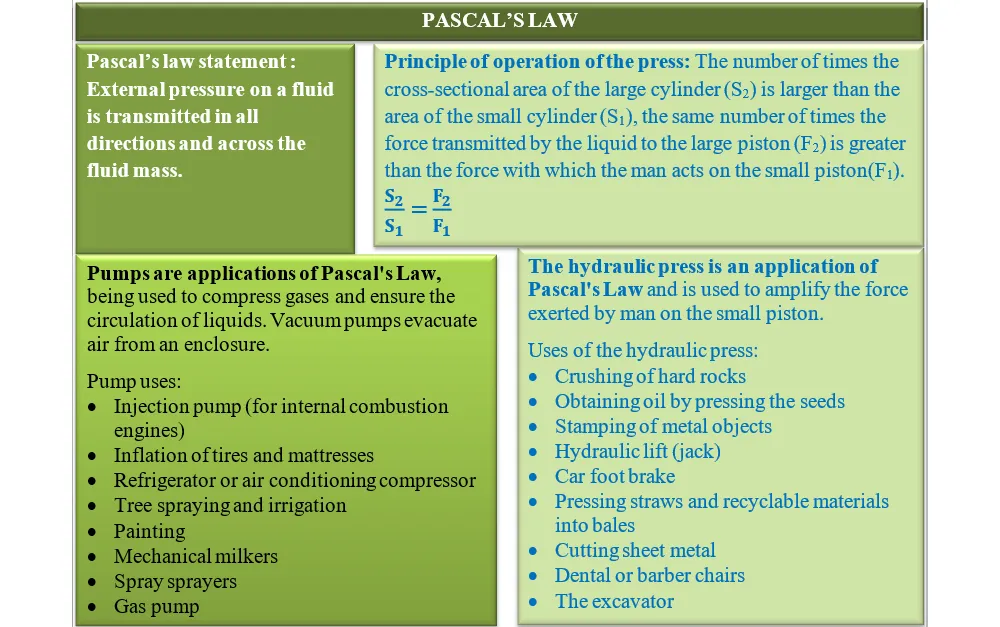 PASCAL'S LAW
Pascal's law statement :
External pressure on a fluid
is transmitted in all
directions and across the
fluid mass.
Principle of operation of the press: The number of times the
cross-sectional area of the large cylinder (S₂) is larger than the
area of the small cylinder (S₁), the same number of times the
force transmitted by the liquid to the large piston (F₂) is greater
than the force with which the man acts on the small piston(F₁).
S₂/S₁ = F₂/F₁
Pumps are applications of Pascal's Law,
being used to compress gases and ensure the
circulation of liquids. Vacuum pumps evacuate
air from an enclosure.
Pump uses:
• Injection pump (for internal combustion
engines)
• Inflation of tires and mattresses
• Refrigerator or air conditioning compressor
• Tree spraying and irrigation
• Painting
• Mechanical milkers
• Spray sprayers
• Gas pump
The hydraulic press is an application of
Pascal's Law and is used to amplify the force
exerted by man on the small piston.
Uses of the hydraulic press:
• Crushing of hard rocks
• Obtaining oil by pressing the seeds
• Stamping of metal objects
• Hydraulic lift (jack)
• Car foot brake
• Pressing straws and recyclable materials
into bales
• Cutting sheet metal
• Dental or barber chairs
• The excavator